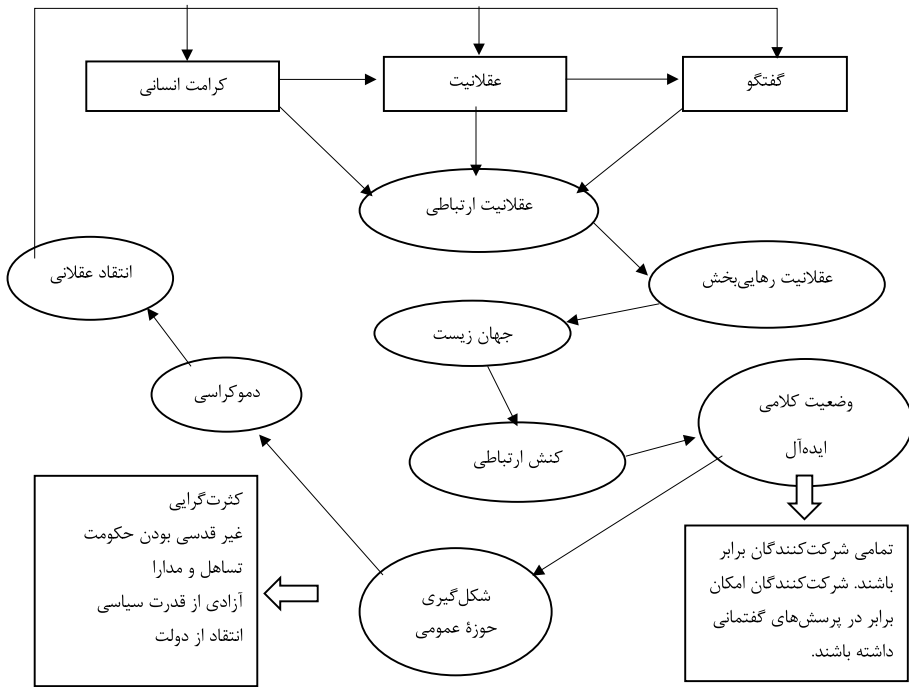 گفتگو
عقلانیت
کرامت انسانی
عقلانیت ارتباطی
عقلانیت رهایی‌بخش
انتقاد عقلانی
جهان زیست
دموکراسی
وضعیت کلامی
ایده‌آل
کنش ارتباطی
تمامی شرکت‌کنندگان برابر
باشند. شرکت‌کنندگان امکان
برابر در پرسش‌های گفتمانی
داشته باشند.
شکل‌گیری
حوزۀ عمومی
کثرت‌گرایی
غیر قدسی بودن حکومت
تساهل و مدارا
آزادی از قدرت سیاسی
انتقاد از دولت